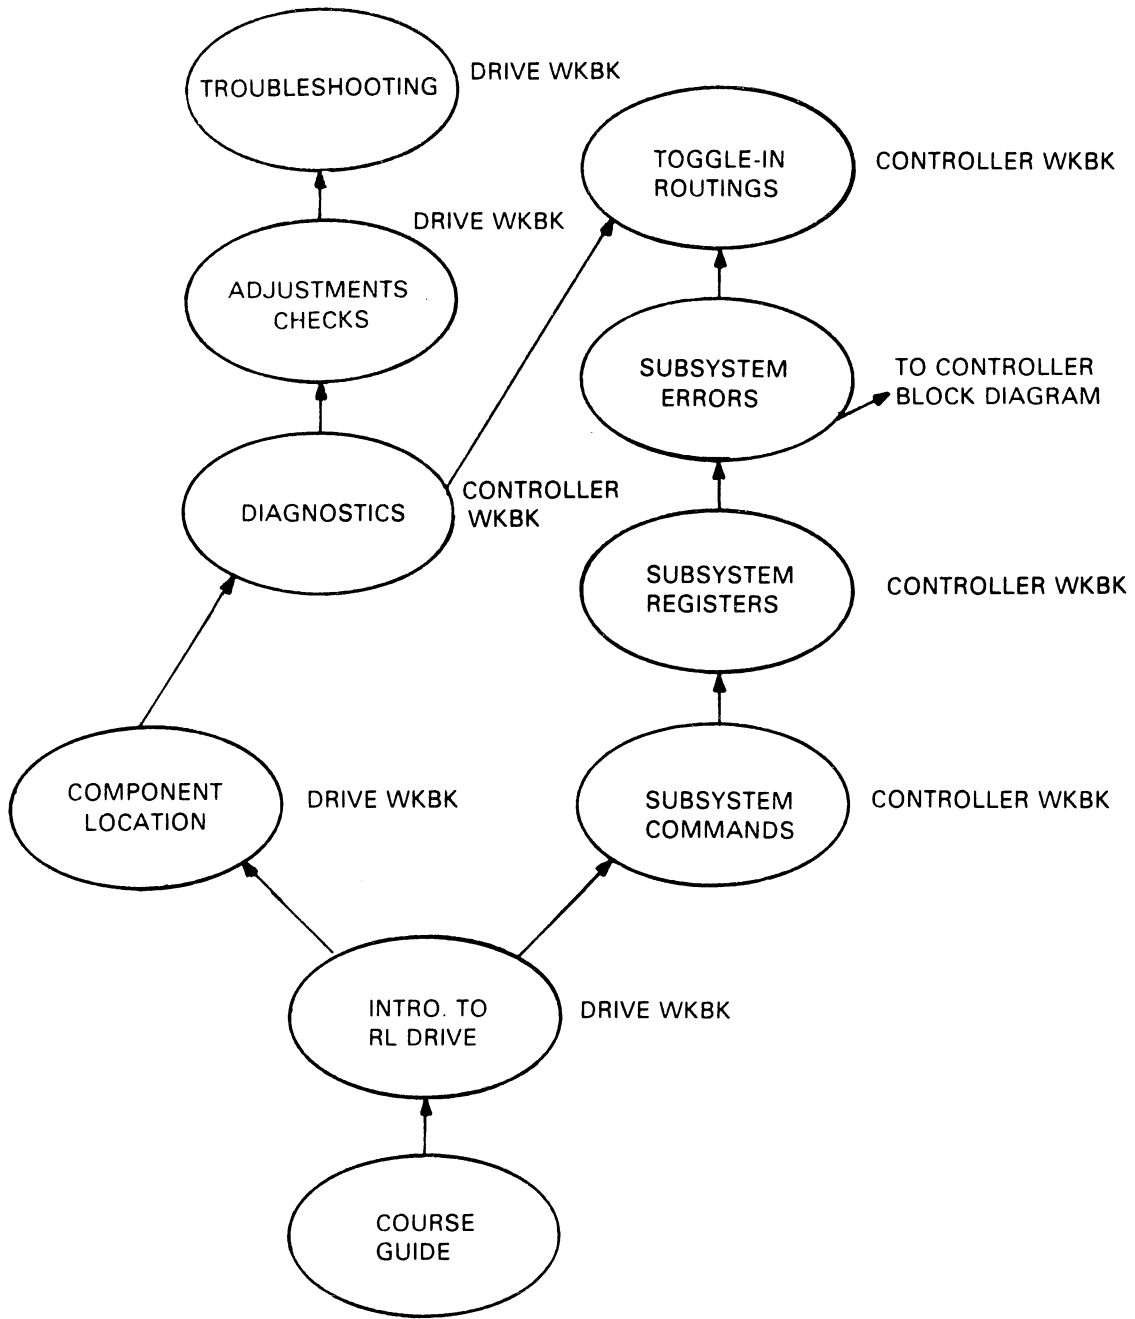 TROUBLESHOOTING
DRIVE WKBK
TOGGLE-IN
ROUTINGS
CONTROLLER WKBK
DRIVE WKBK
ADJUSTMENTS
CHECKS
SUBSYSTEM
ERRORS
TO CONTROLLER
BLOCK DIAGRAM
DIAGNOSTICS
CONTROLLER
WKBK
SUBSYSTEM
REGISTERS
CONTROLLER WKBK
COMPONENT
LOCATION
DRIVE WKBK
SUBSYSTEM
COMMANDS
CONTROLLER WKBK
INTRO. TO
RL DRIVE
DRIVE WKBK
COURSE
GUIDE